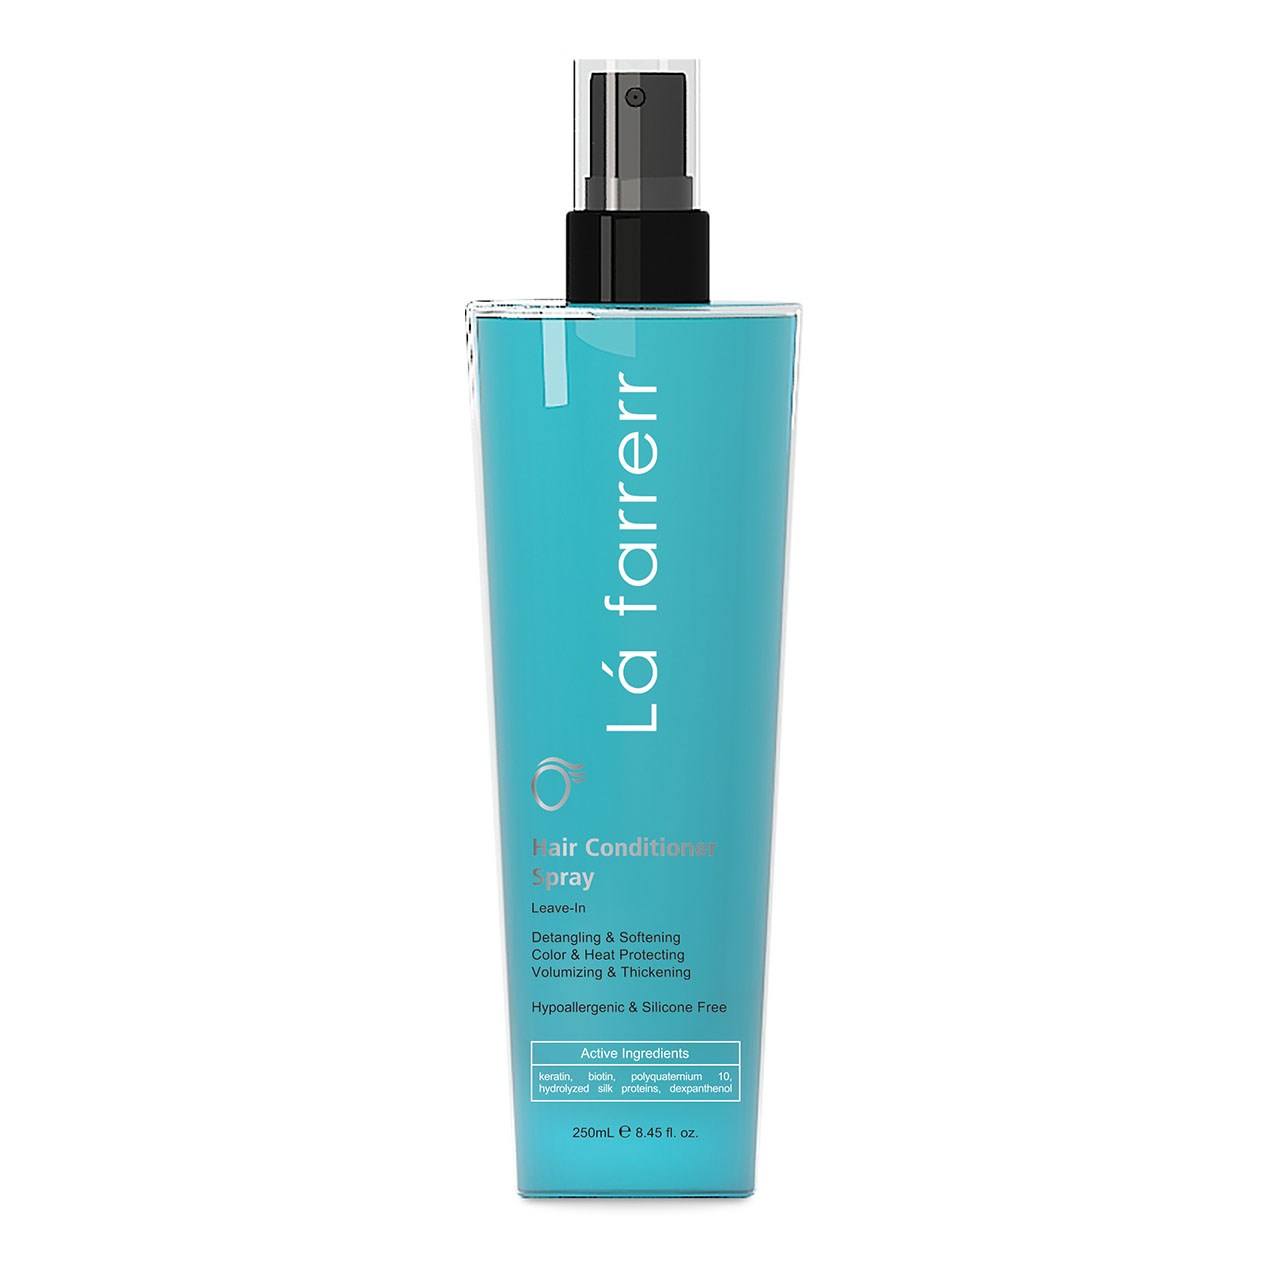 Lá farrerr
Hair Conditioner
Spray
Leave-In
Detangling & Softening
Color & Heat Protecting
Volumizing & Thickening
Hypoallergenic & Silicone Free
Active Ingredients
keratin, biotin, polyquaternium 10,
hydrolyzed silk proteins, dexpanthenol
250mL ℮ 8.45 fl. oz.